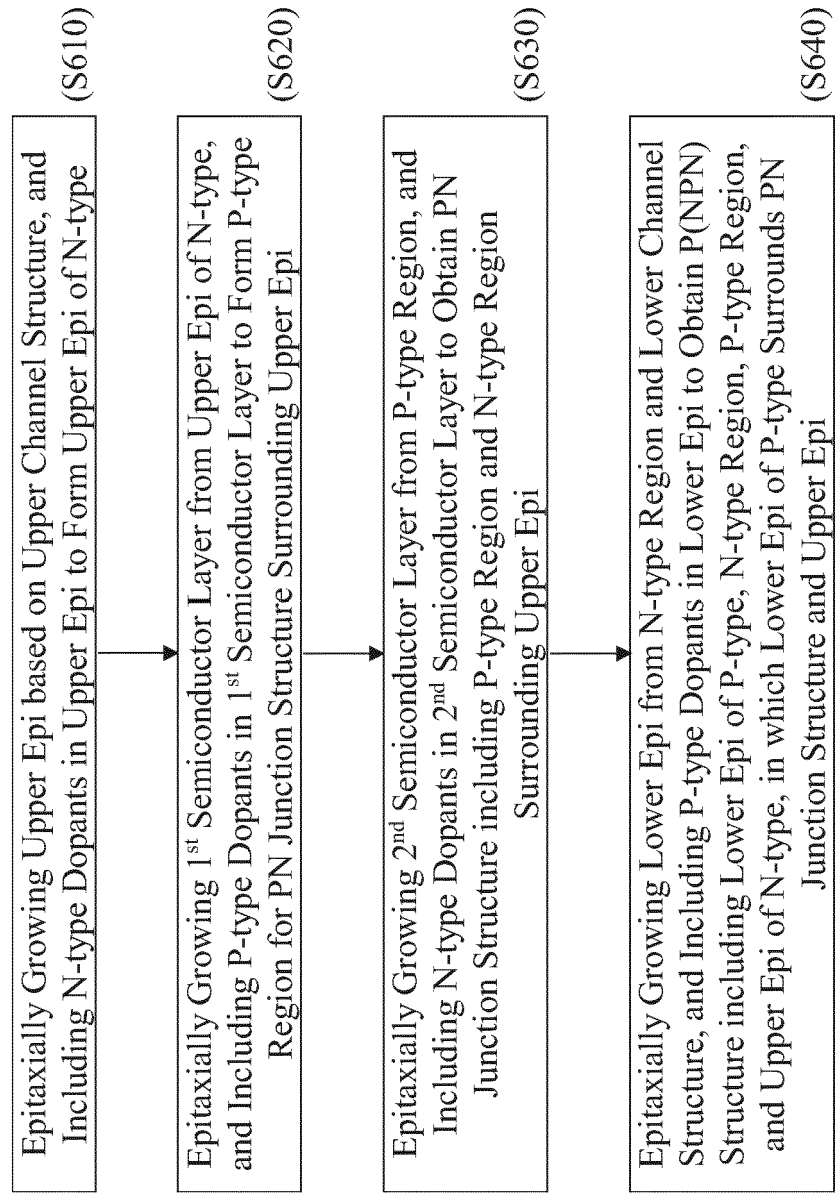 Epitaxially Growing Upper Epi based on Upper Channel Structure, and
Including N-type Dopants in Upper Epi to Form Upper Epi of N-type
(S610)
Epitaxially Growing 1st Semiconductor Layer from Upper Epi of N-type,
and Including P-type Dopants in 1st Semiconductor Layer to Form P-type
Region for PN Junction Structure Surrounding Upper Epi
(S620)
Epitaxially Growing 2nd Semiconductor Layer from P-type Region, and
Including N-type Dopants in 2nd Semiconductor Layer to Obtain PN
Junction Structure including P-type Region and N-type Region
Surrounding Upper Epi
(S630)
Epitaxially Growing Lower Epi from N-type Region and Lower Channel
Structure, and Including P-type Dopants in Lower Epi to Obtain P(NPN)
Structure including Lower Epi of P-type, N-type Region, P-type Region,
and Upper Epi of N-type, in which Lower Epi of P-type Surrounds PN
Junction Structure and Upper Epi
(S640)